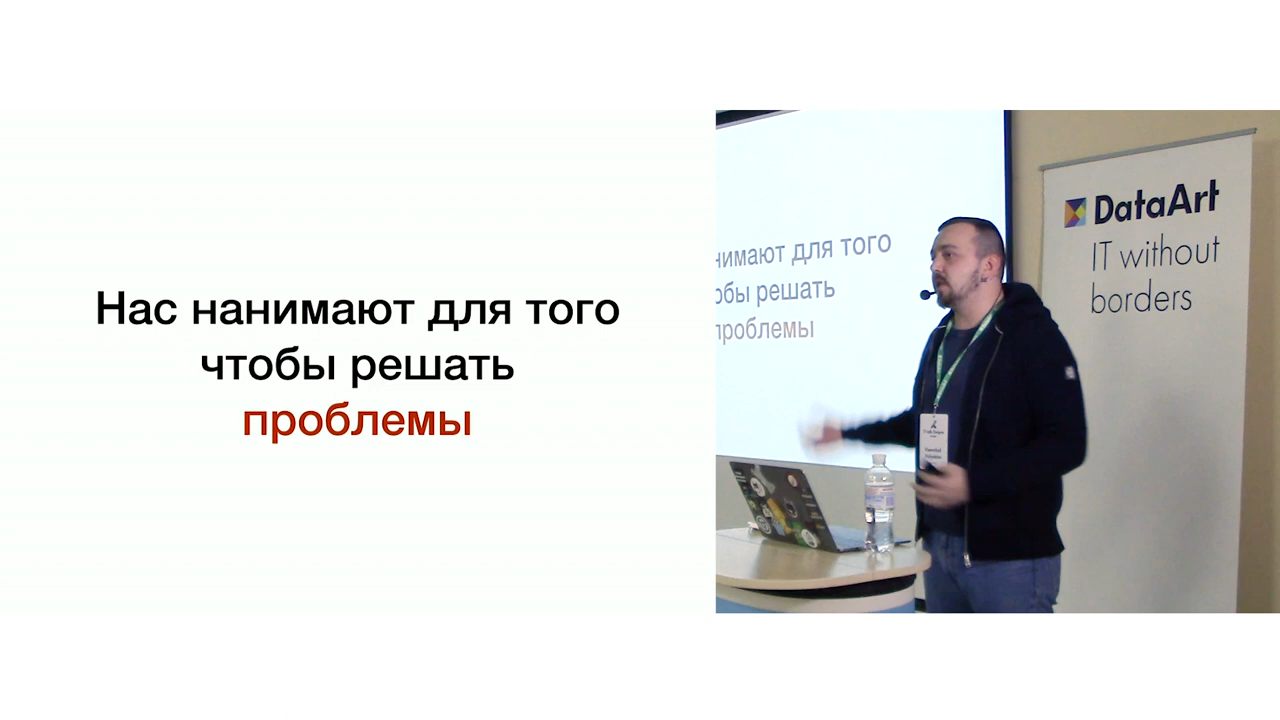 Нас нанимают для того
чтобы решать
проблемы
нимают для того
обы решать
проблемы
DataArt
IT without
borders